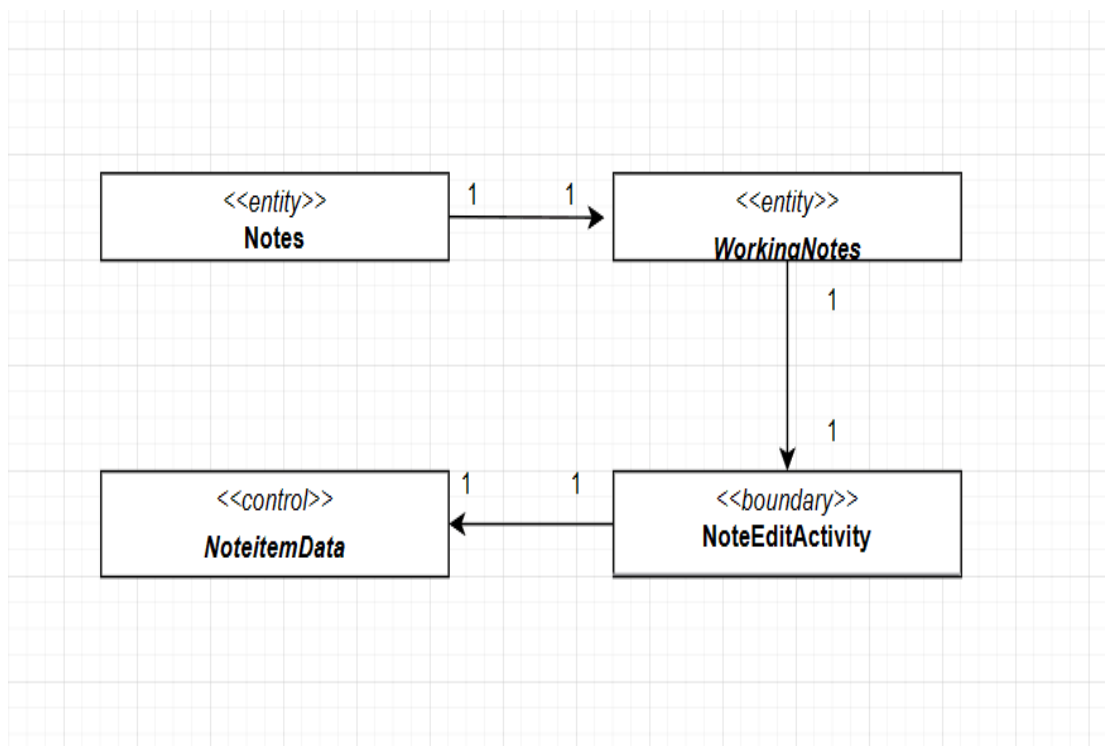 <<entity>>
Notes
1
1
<<entity>>
WorkingNotes
1
1
<<control>>
NoteitemData
1
1
<<boundary>>
NoteEditActivity